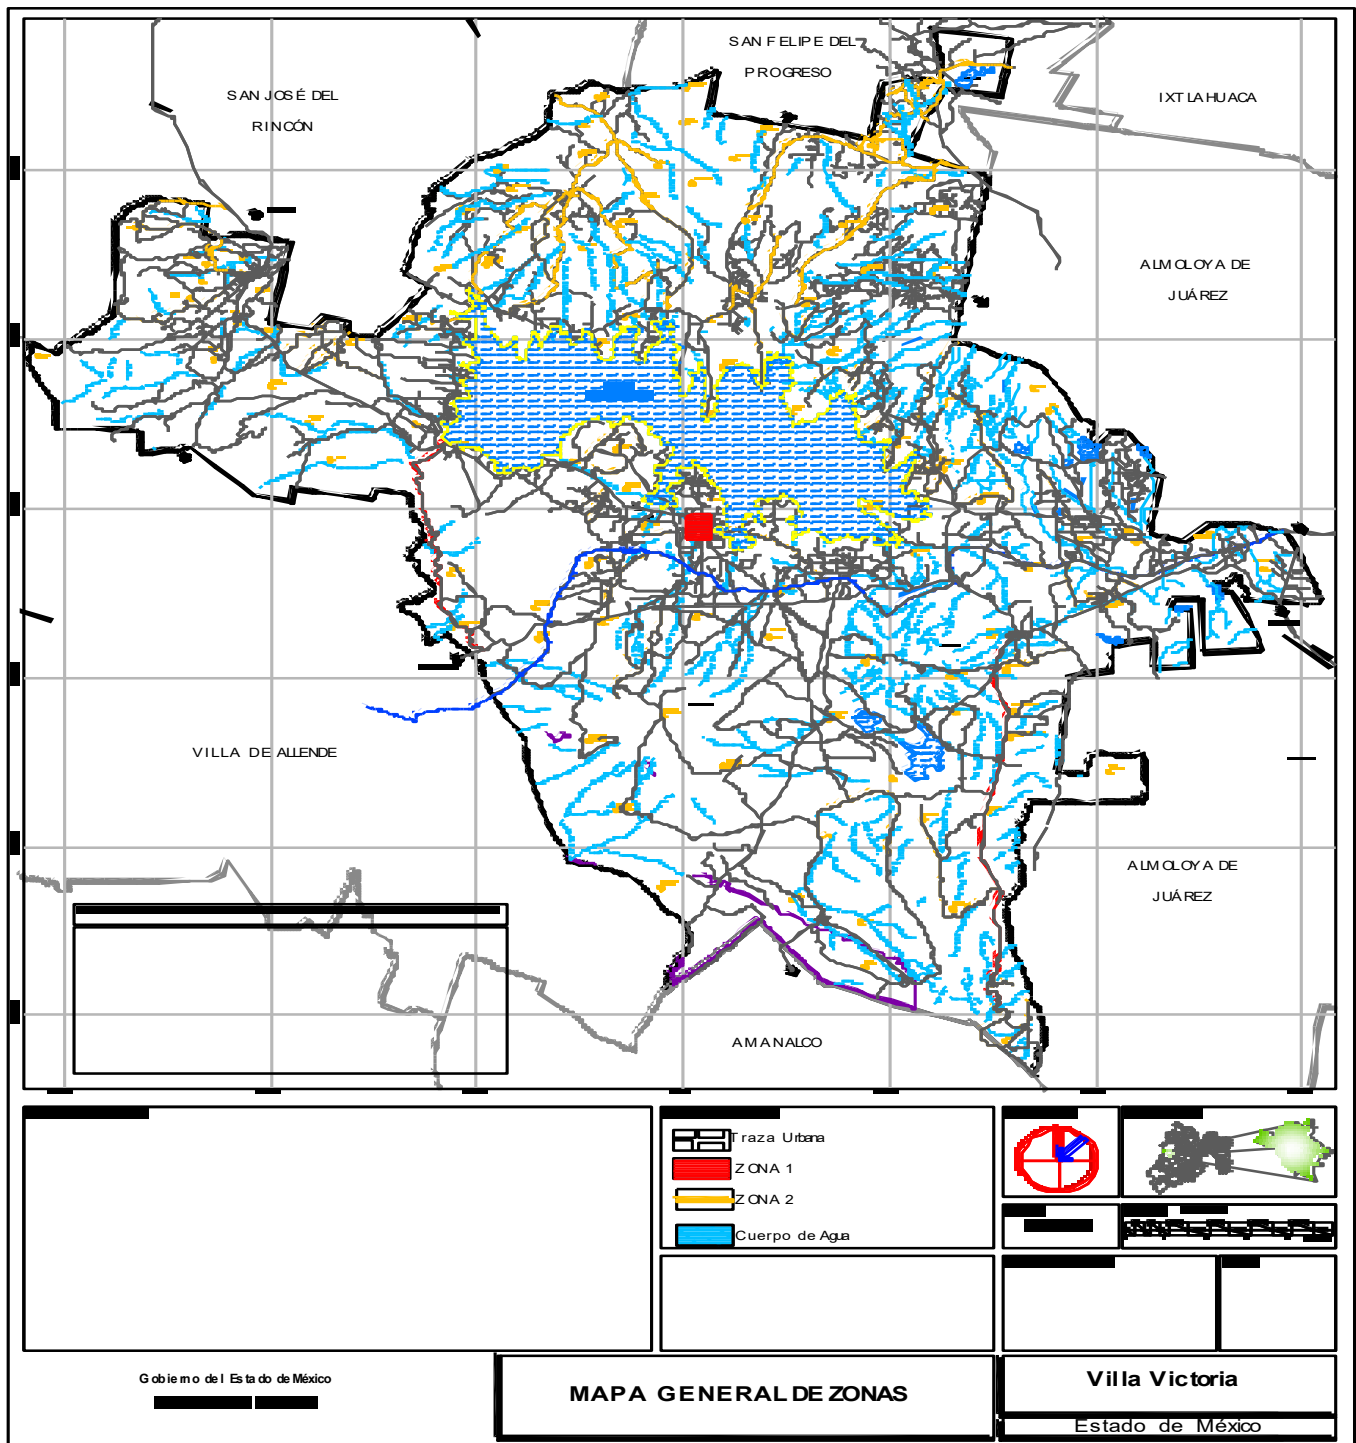 SAN FELIPE DEL
PROGRESO
SAN JOSÉ DEL
RINCÓN
IXTLAHUACA
ALMOLOYA DE
JUÁREZ
VILLA DE ALLENDE
ALMOLOYA DE
JUÁREZ
AMANALCO
Traza Urbana
ZONA 1
ZONA 2
Cuerpo de Agua
Gobierno del Estado de México
MAPA GENERAL DE ZONAS
Villa Victoria
Estado de México